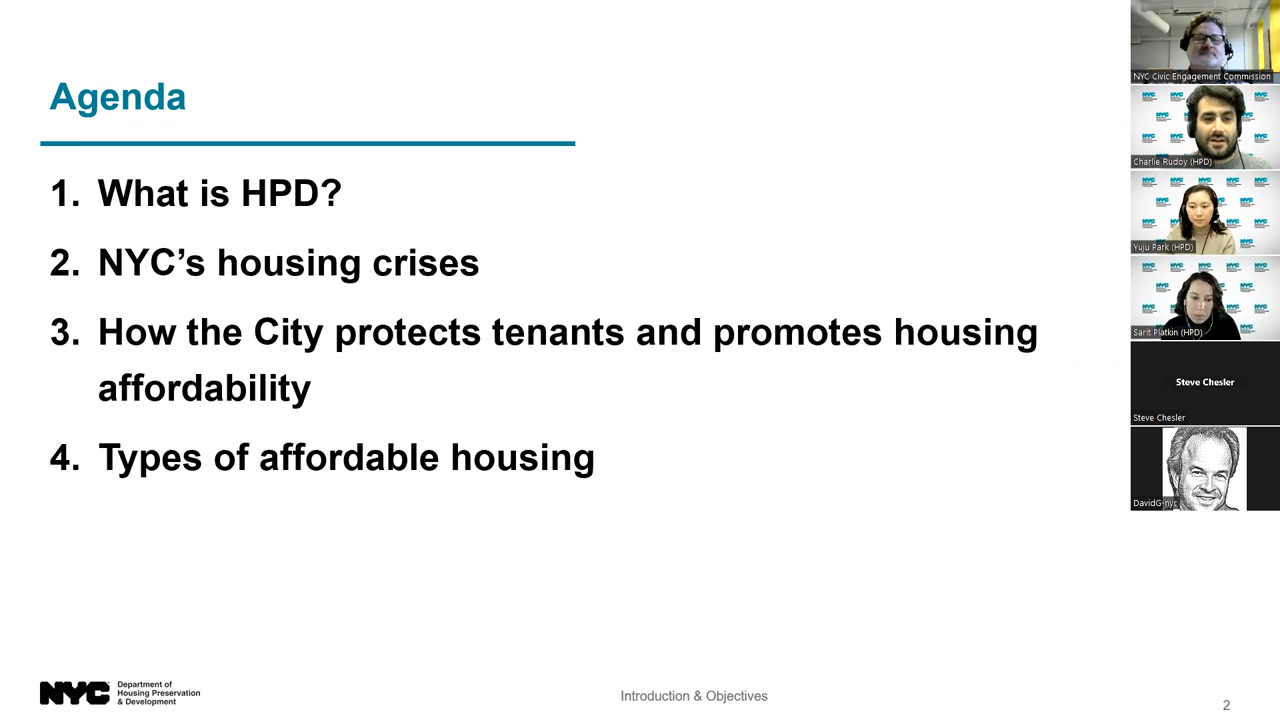 Agenda
1. What is HPD?
2. NYC’s housing crises
3. How the City protects tenants and promotes housing
affordability
4. Types of affordable housing
NYC
Department of
Housing Preservation
& Development
Introduction & Objectives
2
NYC Civic Engagement Commission
Charlie Rudoy (HPD)
Yuju Park (HPD)
Sarit Platkin (HPD)
Steve Chesler
Steve Chesler
DavidG-nyc